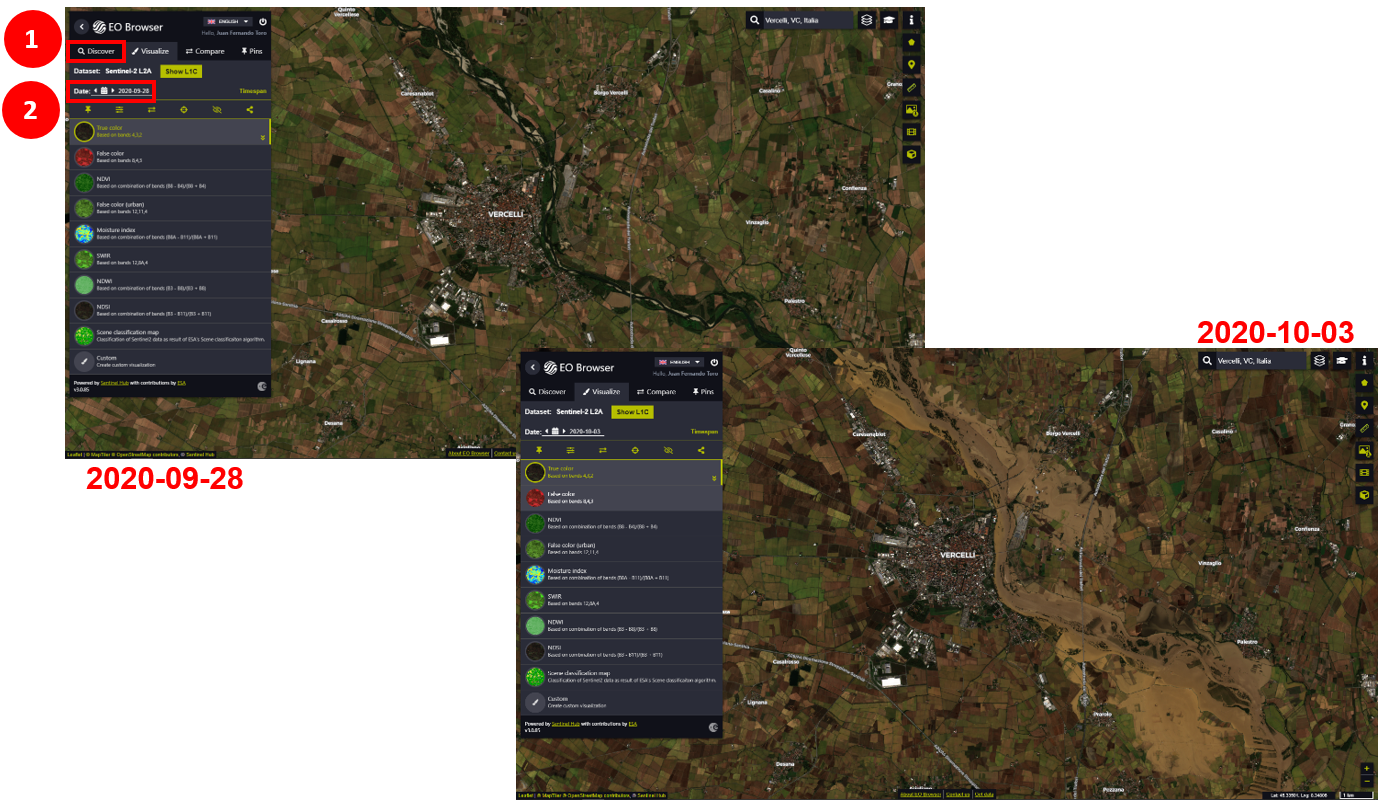 1
2
EO Browser
ENGLISH
Hello, Juan Fernando Toro
Discover
Visualize
Compare
Pins
Dataset: Sentinel-2 L2A
Show L1C
Date:
2020-09-28
Timespan
True color
Based on bands 4,3,2
False color
Based on bands 8,4,3
NDVI
Based on combination of bands (B8 - B4)/(B8 + B4)
False color (urban)
Based on bands 12,11,4
Moisture index
Based on combination of bands (B8A - B11)/(B8A + B11)
SWIR
Based on bands 12,8A,4
NDWI
Based on combination of bands (B3 - B8)/(B3 + B8)
NDSI
Based on combination of bands (B3 - B11)/(B3 + B11)
Scene classification map
Classification of Sentinel2 data as result of ESA's Scene classification algorithm.
Custom
Create custom visualization
Powered by Sentinel Hub with contributions by ESA
v3.0.85
Leaflet | © MapTiler © OpenStreetMap contributors, © Sentinel Hub
Quinto
Vercellese
Vercelli, VC, Italia
Caresanablot
Borgo Vercelli
Casalino
Confienza
VERCELLI
Vinzaglio
Palestro
Casalrosso
Lignana
Desana
About EO Browser
2020-09-28
2020-10-03
EO Browser
ENGLISH
Hello, Juan Fernando Toro
Discover
Visualize
Compare
Pins
Dataset: Sentinel-2 L2A
Show L1C
Date:
2020-10-03
Timespan
True color
Based on bands 4,3,2
False color
Based on bands 8,4,3
NDVI
Based on combination of bands (B8 - B4)/(B8 + B4)
False color (urban)
Based on bands 12,11,4
Moisture index
Based on combination of bands (B8A - B11)/(B8A + B11)
SWIR
Based on bands 12,8A,4
NDWI
Based on combination of bands (B3 - B8)/(B3 + B8)
NDSI
Based on combination of bands (B3 - B11)/(B3 + B11)
Scene classification map
Classification of Sentinel2 data as result of ESA's Scene classification algorithm.
Custom
Create custom visualization
Powered by Sentinel Hub with contributions by ESA
v3.0.85
Leaflet | © MapTiler © OpenStreetMap contributors, © Sentinel Hub
Quinto
Vercellese
Vercelli, VC, Italia
Caresanablot
Borgo Vercelli
Casalino
Confienza
VERCELLI
Vinzaglio
Palestro
Casalrosso
Lignana
Prarolo
Desana
Pezzana
About EO Browser
Contact us
Get data
1 km